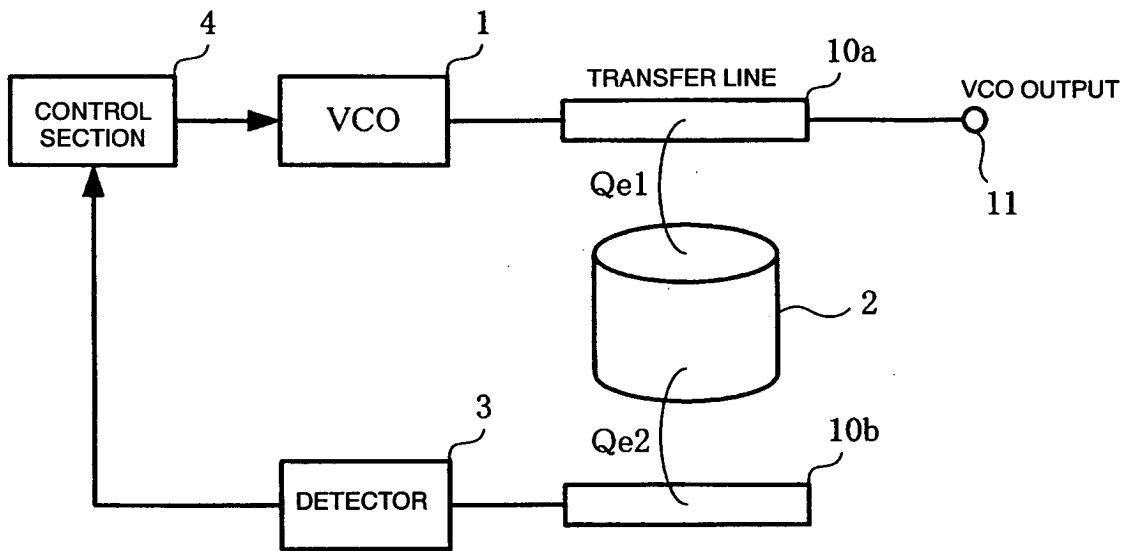 4
1
10a
TRANSFER LINE
VCO OUTPUT
CONTROL
SECTION
VCO
11
Qe1
2
Qe2
3
10b
DETECTOR